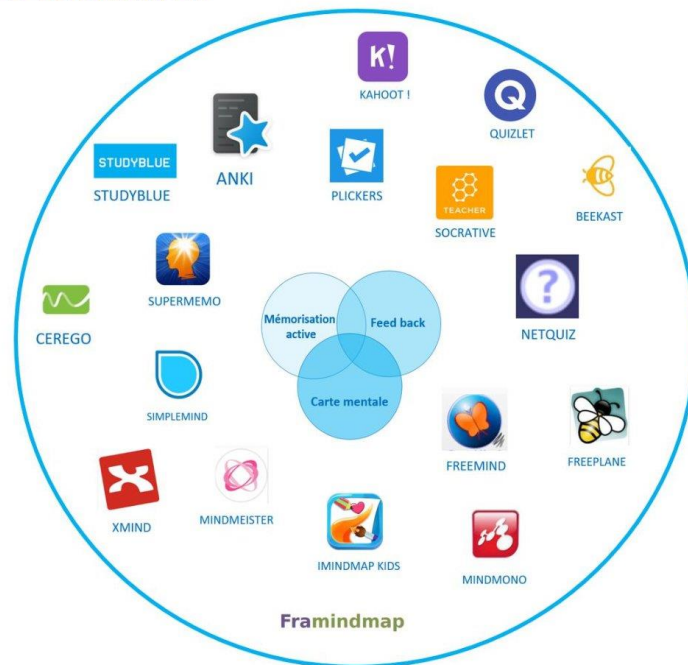 K!
KAHOOT !
Q
QUIZLET
ANKI
STUDYBLUE
STUDYBLUE
PLICKERS
TEACHER
SOCRATIVE
BEEKAST
SUPERMEMO
CEREGO
Mémorisation
active
Feed back
?
NETQUIZ
Carte mentale
SIMPLEMIND
FREEMIND
FREEPLANE
XMIND
MINDMEISTER
IMINDMAP KIDS
MINDMONO
Framindmap